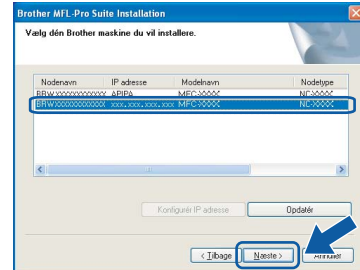 Brother MFL-Pro Suite Installation
Vælg dén Brother maskine du vil installere.
Nodenavn IP adresse Modelnavn Nodetype
BRWXXXXXXXXXXXX APIPA MFC-XXXX NC-XXXX
BRWXXXXXXXXXXXX xxx.xxx.xxx.xxx MFC-XXXX NC-XXXX
Konfigurér IP adresse Opdatér
< Tilbage Næste > Annuller